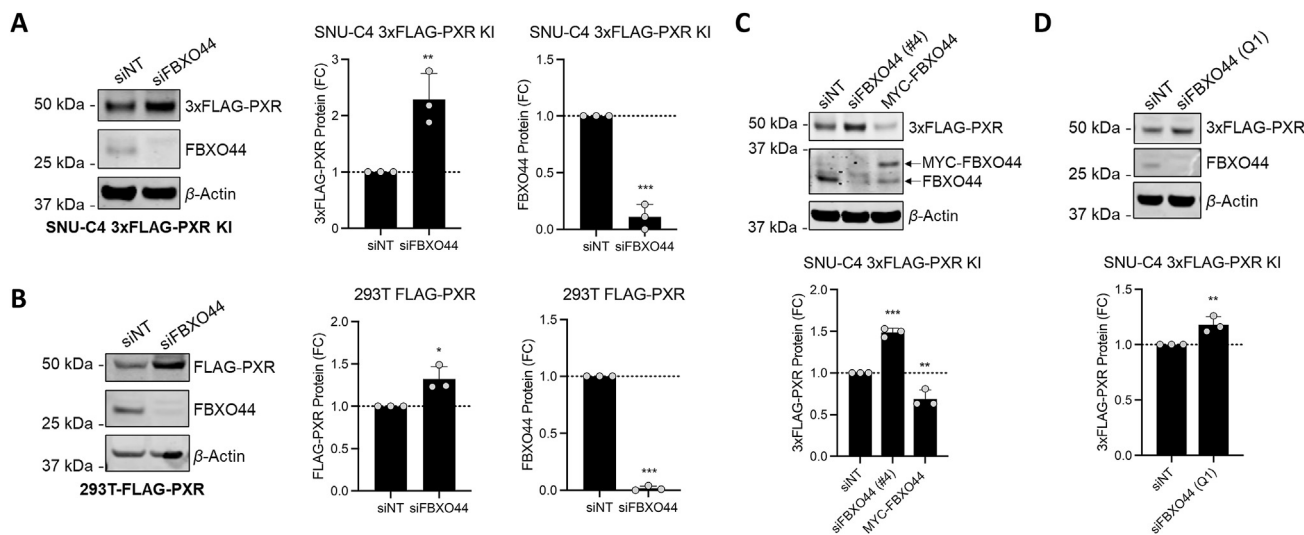 A
siNT
siFBXO44
50 kDa -
3xFLAG-PXR
FBXO44
25 kDa -
37 kDa -
β-Actin
SNU-C4 3xFLAG-PXR KI
SNU-C4 3xFLAG-PXR KI
3xFLAG-PXR Protein (FC)
3
2
1
0
**
siNT
siFBXO44
SNU-C4 3xFLAG-PXR KI
FBXO44 Protein (FC)
1.5
1.0
0.5
0.0
***
siNT
siFBXO44
B
siNT
siFBXO44
50 kDa -
FLAG-PXR
FBXO44
25 kDa -
37 kDa -
β-Actin
293T-FLAG-PXR
293T FLAG-PXR
FLAG-PXR Protein (FC)
2.0
1.5
1.0
0.5
0.0
*
siNT
siFBXO44
293T FLAG-PXR
FBXO44 Protein (FC)
1.5
1.0
0.5
0.0
***
siNT
siFBXO44
C
siNT
siFBXO44 (#4)
MYC-FBXO44
50 kDa -
3xFLAG-PXR
37 kDa -
MYC-FBXO44
FBXO44
25 kDa -
β-Actin
37 kDa -
SNU-C4 3xFLAG-PXR KI
3xFLAG-PXR Protein (FC)
2.0
1.5
1.0
0.5
0.0
***
**
siNT
siFBXO44 (#4)
MYC-FBXO44
D
siNT
siFBXO44 (Q1)
50 kDa -
3xFLAG-PXR
FBXO44
25 kDa -
β-Actin
37 kDa -
SNU-C4 3xFLAG-PXR KI
3xFLAG-PXR Protein (FC)
1.5
1.0
0.5
0.0
**
siNT
siFBXO44 (Q1)